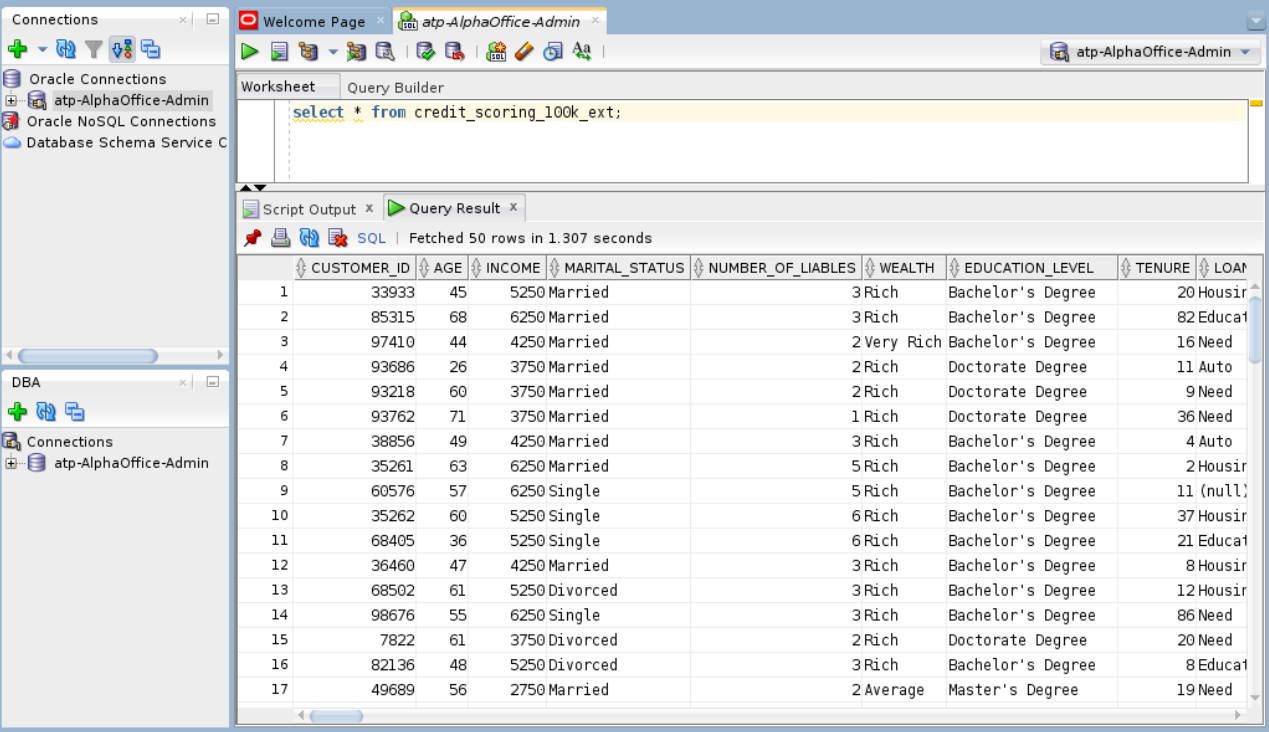 Connections
Oracle Connections
atp-AlphaOffice-Admin
Oracle NoSQL Connections
Database Schema Service C
DBA
Connections
atp-AlphaOffice-Admin
Welcome Page
atp-AlphaOffice-Admin
atp-AlphaOffice-Admin
Worksheet Query Builder
select * from credit_scoring_100k_ext;
Script Output x Query Result x
SQL | Fetched 50 rows in 1.307 seconds
CUSTOMER_ID AGE INCOME MARITAL_STATUS NUMBER_OF_LIABLES WEALTH EDUCATION_LEVEL TENURE LOAN
1 33933 45 5250 Married 3 Rich Bachelor's Degree 20 Housin
2 85315 68 6250 Married 3 Rich Bachelor's Degree 82 Educat
3 97410 44 4250 Married 2 Very Rich Bachelor's Degree 16 Need
4 93686 26 3750 Married 2 Rich Doctorate Degree 11 Auto
5 93218 60 3750 Married 2 Rich Doctorate Degree 9 Need
6 93762 71 3750 Married 1 Rich Doctorate Degree 36 Need
7 38856 49 4250 Married 3 Rich Bachelor's Degree 4 Auto
8 35261 63 6250 Married 5 Rich Bachelor's Degree 2 Housin
9 60576 57 6250 Single 5 Rich Bachelor's Degree 11 (null)
10 35262 60 5250 Single 6 Rich Bachelor's Degree 37 Housin
11 68405 36 5250 Single 6 Rich Bachelor's Degree 21 Educat
12 36460 47 4250 Married 3 Rich Bachelor's Degree 8 Housin
13 68502 61 5250 Divorced 3 Rich Bachelor's Degree 12 Housin
14 98676 55 6250 Single 3 Rich Bachelor's Degree 86 Need
15 7822 61 3750 Divorced 2 Rich Doctorate Degree 20 Need
16 82136 48 5250 Divorced 3 Rich Bachelor's Degree 8 Educat
17 49689 56 2750 Married 2 Average Master's Degree 19 Need